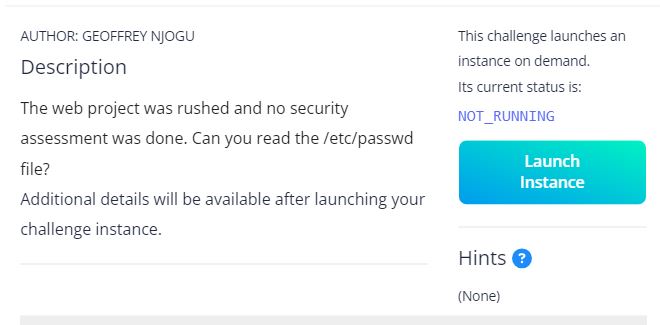 AUTHOR: GEOFFREY NJOGU
Description
The web project was rushed and no security
assessment was done. Can you read the /etc/passwd
file?
Additional details will be available after launching your
challenge instance.
This challenge launches an
instance on demand.
Its current status is:
NOT_RUNNING
Launch
Instance
Hints ?
(None)